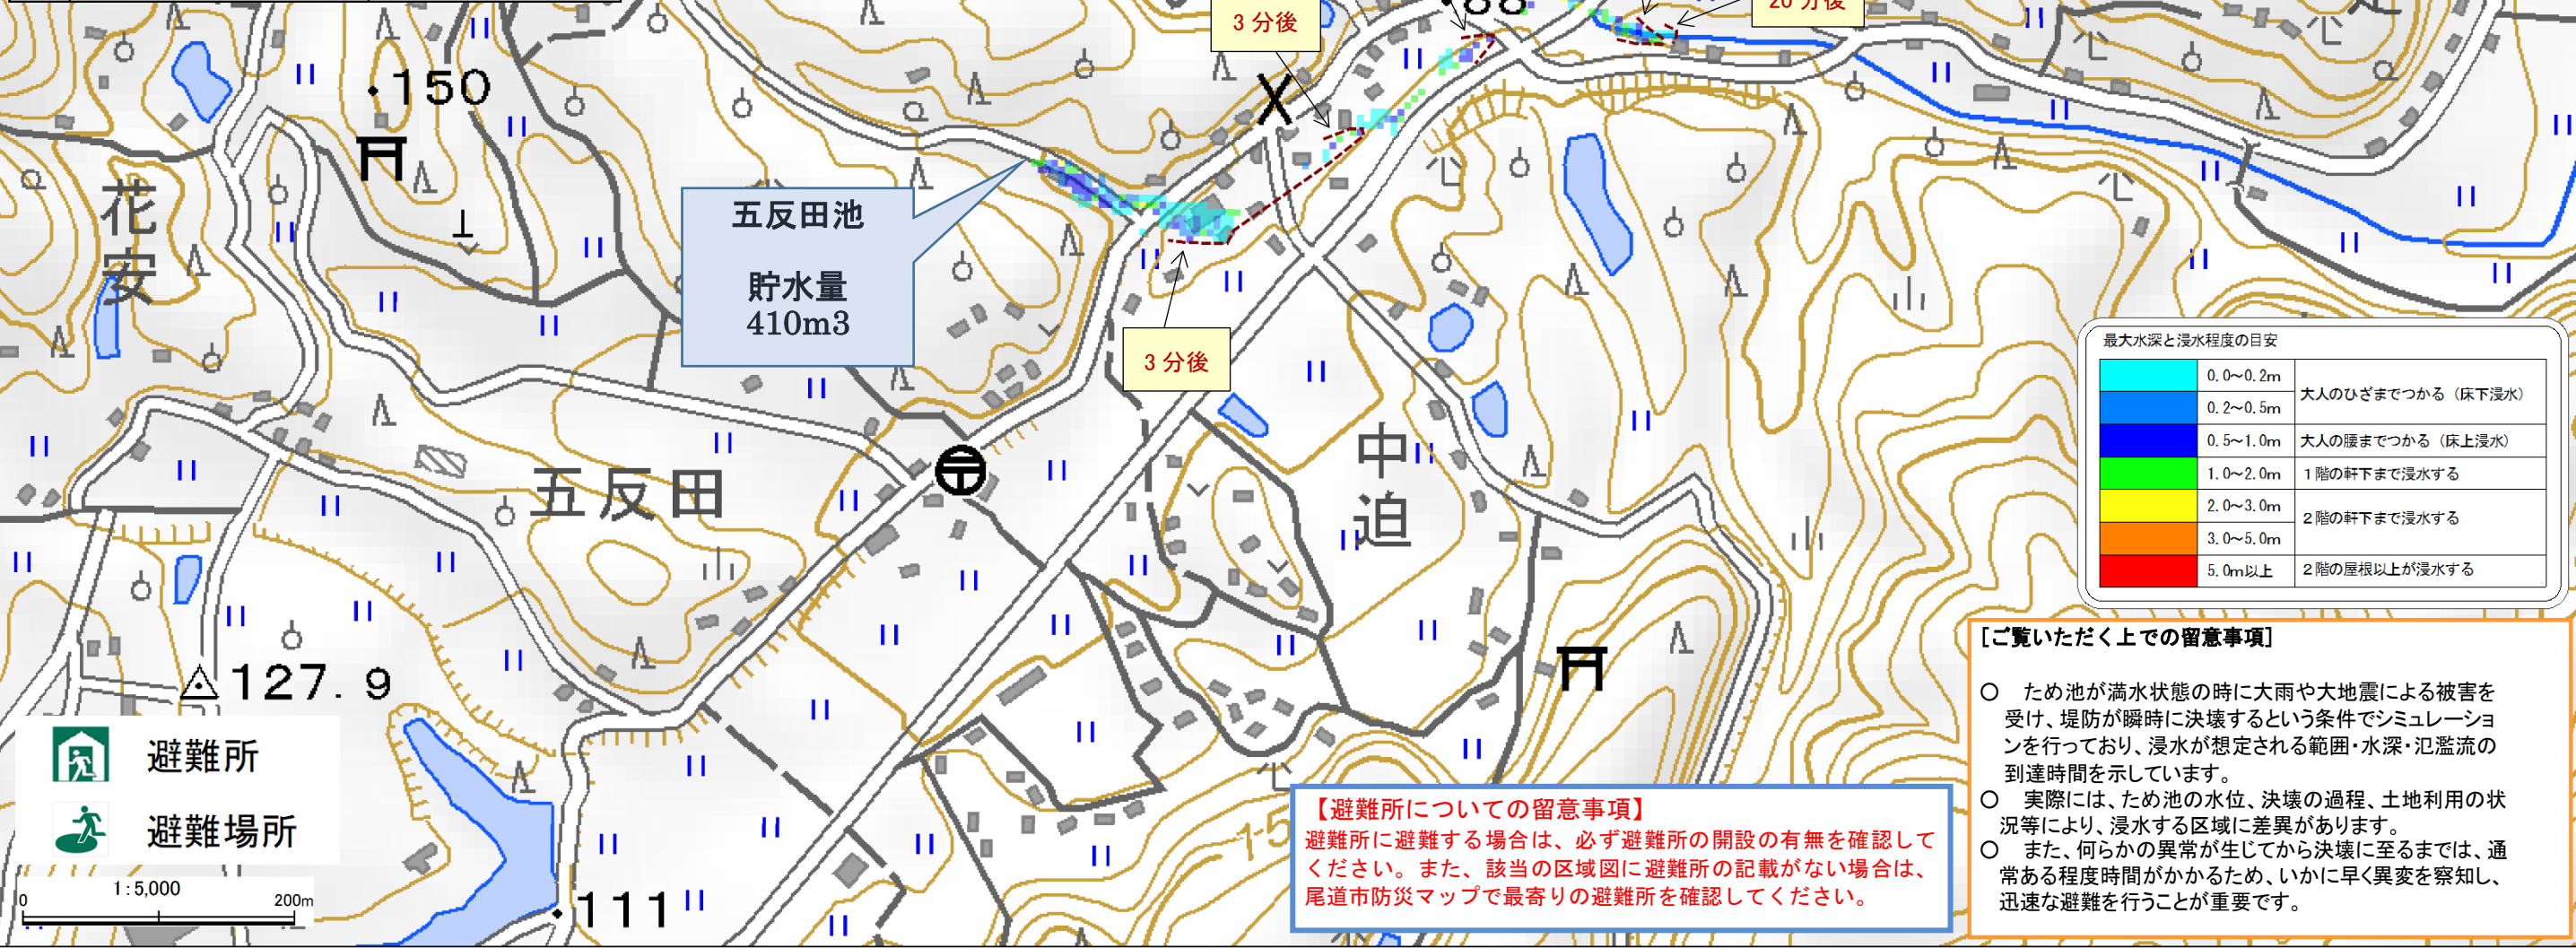 3分後
88
20分後
150
花安
五反田池
貯水量
410m3
3分後
五反田
中迫
127.9
111
最大水深と浸水程度の目安
0.0~0.2m
大人のひざまでつかる（床下浸水）
0.2~0.5m
0.5~1.0m 大人の腰までつかる（床上浸水）
1.0~2.0m 1階の軒下まで浸水する
2.0~3.0m
2階の軒下まで浸水する
3.0~5.0m
5.0m以上 2階の屋根以上が浸水する
[ご覧いただく上での留意事項]
○ ため池が満水状態の時に大雨や大地震による被害を
受け、堤防が瞬時に決壊するという条件でシミュレーショ
ンを行っており、浸水が想定される範囲・水深・氾濫流の
到達時間を示しています。
○ 実際には、ため池の水位、決壊の過程、土地利用の状
況等により、浸水する区域に差異があります。
○ また、何らかの異常が生じてから決壊に至るまでは、通
常ある程度時間がかかるため、いかに早く異変を察知し、
迅速な避難を行うことが重要です。
【避難所についての留意事項】
避難所に避難する場合は、必ず避難所の開設の有無を確認して
ください。また、該当の区域図に避難所の記載がない場合は、
尾道市防災マップで最寄りの避難所を確認してください。
避難所
避難場所
1:5,000
0 200m